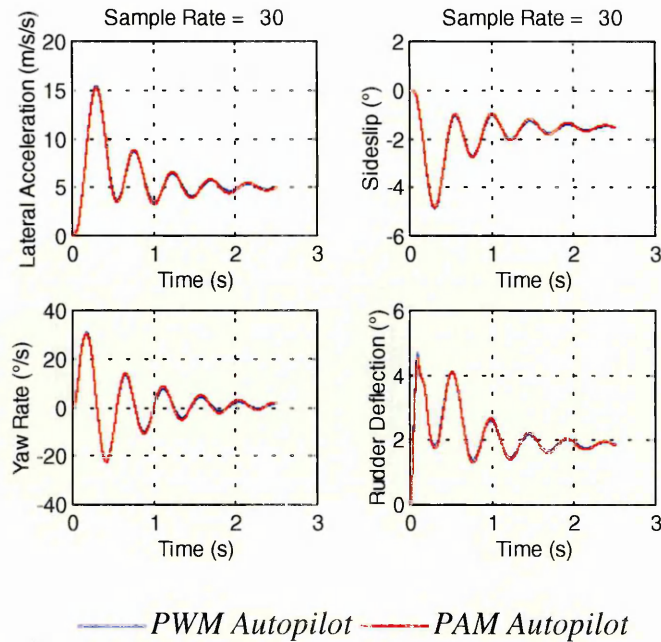 Sample Rate = 30
Lateral Acceleration (m/s/s)
20
15
10
5
0
0 1 2 3
Time (s)
Sample Rate = 30
Sideslip (°)
2
0
-2
-4
-6
0 1 2 3
Time (s)
Yaw Rate (°/s)
40
20
0
-20
-40
0 1 2 3
Time (s)
Rudder Deflection (°)
6
4
2
0
0 1 2 3
Time (s)
PWM Autopilot PAM Autopilot